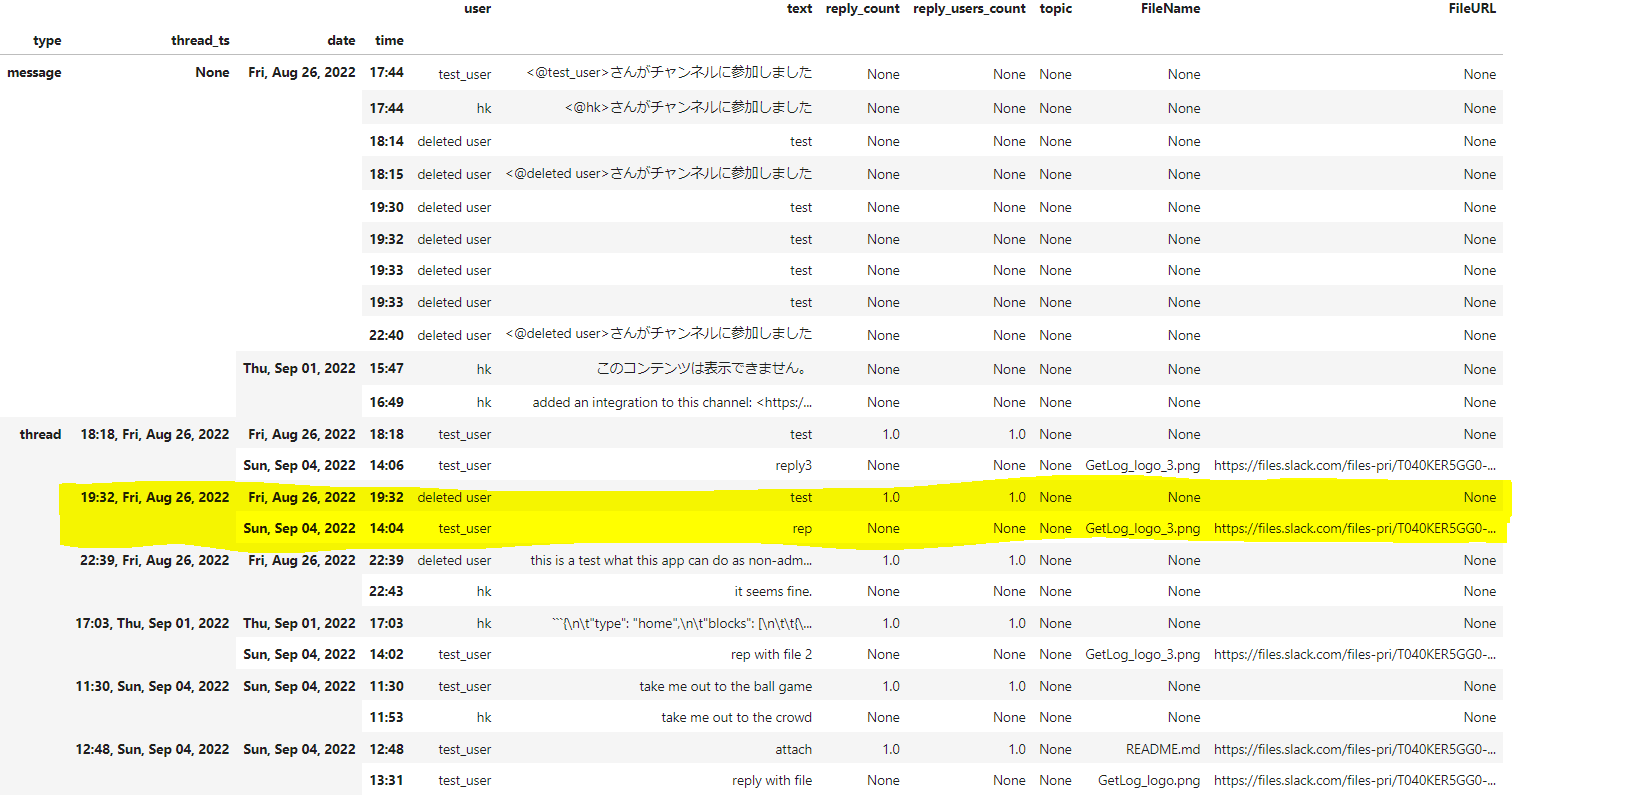 user text reply_count reply_users_count topic FileName FileURL
type thread_ts date time
message None Fri, Aug 26, 2022 17:44 test_user <@test_user>さんがチャンネルに参加しました None None None None None
17:44 hk <@hk>さんがチャンネルに参加しました None None None None None
18:14 deleted user test None None None None None
18:15 deleted user <@deleted user>さんがチャンネルに参加しました None None None None None
19:30 deleted user test None None None None None
19:32 deleted user test None None None None None
19:33 deleted user test None None None None None
19:33 deleted user test None None None None None
22:40 deleted user <@deleted user>さんがチャンネルに参加しました None None None None None
Thu, Sep 01, 2022 15:47 hk このコンテンツは表示できません。 None None None None None
16:49 hk added an integration to this channel: <https:/... None None None None None
thread 18:18, Fri, Aug 26, 2022 Fri, Aug 26, 2022 18:18 test_user test 1.0 1.0 None None None
Sun, Sep 04, 2022 14:06 test_user reply3 None None None GetLog_logo_3.png https://files.slack.com/files-pri/T040KER5GG0-...
19:32, Fri, Aug 26, 2022 Fri, Aug 26, 2022 19:32 deleted user test 1.0 1.0 None None None
Sun, Sep 04, 2022 14:04 test_user rep None None None GetLog_logo_3.png https://files.slack.com/files-pri/T040KER5GG0-...
22:39, Fri, Aug 26, 2022 Fri, Aug 26, 2022 22:39 deleted user this is a test what this app can do as non-adm... 1.0 1.0 None None None
22:43 hk it seems fine. None None None None None
17:03, Thu, Sep 01, 2022 Thu, Sep 01, 2022 17:03 hk ```{\n\t"type": "home",\n\t"blocks": [\n\t\t{\... 1.0 1.0 None None None
Sun, Sep 04, 2022 14:02 test_user rep with file 2 None None None GetLog_logo_3.png https://files.slack.com/files-pri/T040KER5GG0-...
11:30, Sun, Sep 04, 2022 Sun, Sep 04, 2022 11:30 test_user take me out to the ball game 1.0 1.0 None None None
11:53 hk take me out to the crowd None None None None None
12:48, Sun, Sep 04, 2022 Sun, Sep 04, 2022 12:48 test_user attach 1.0 1.0 None README.md https://files.slack.com/files-pri/T040KER5GG0-...
13:31 test_user reply with file None None None GetLog_logo.png https://files.slack.com/files-pri/T040KER5GG0-...